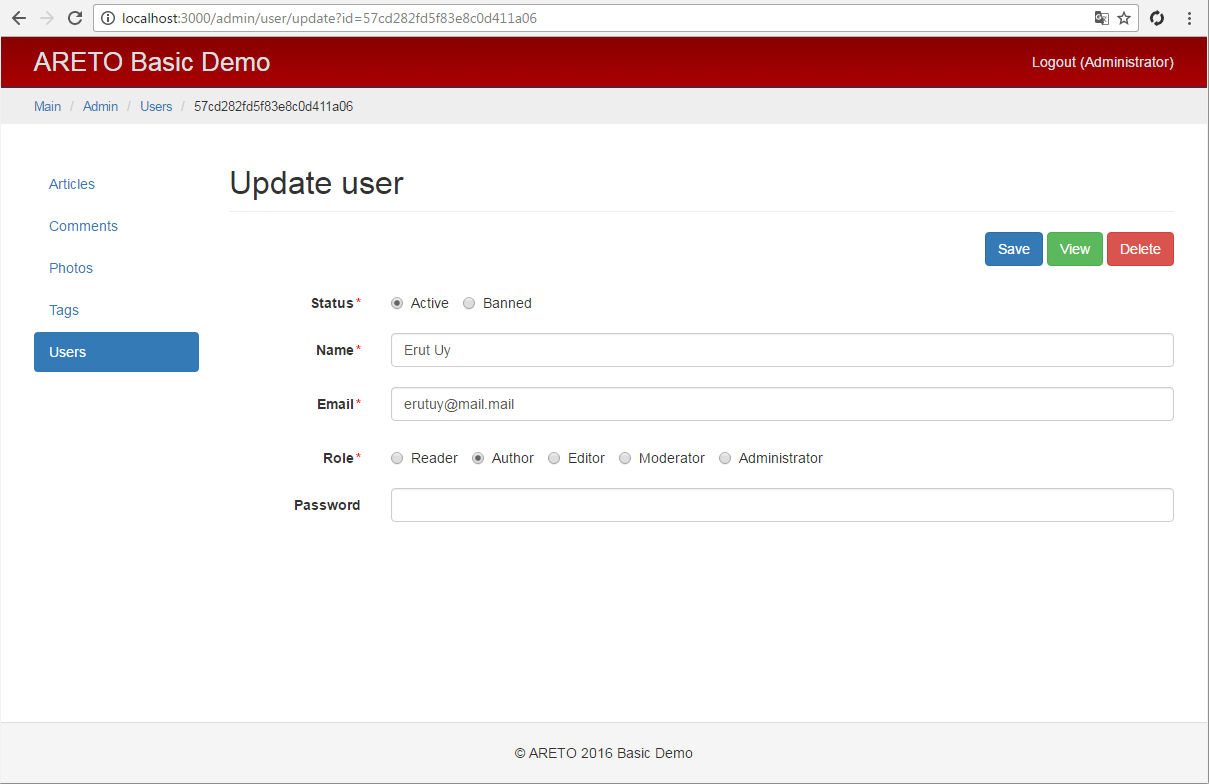 localhost:3000/admin/user/update?id=57cd282fd5f83e8c0d411a06
ARETO Basic Demo
Logout (Administrator)
Main / Admin / Users / 57cd282fd5f83e8c0d411a06
Articles
Comments
Photos
Tags
Users
Update user
Save View Delete
Status* Active Banned
Name* Erut Uy
Email* erutuy@mail.mail
Role* Reader Author Editor Moderator Administrator
Password
© ARETO 2016 Basic Demo